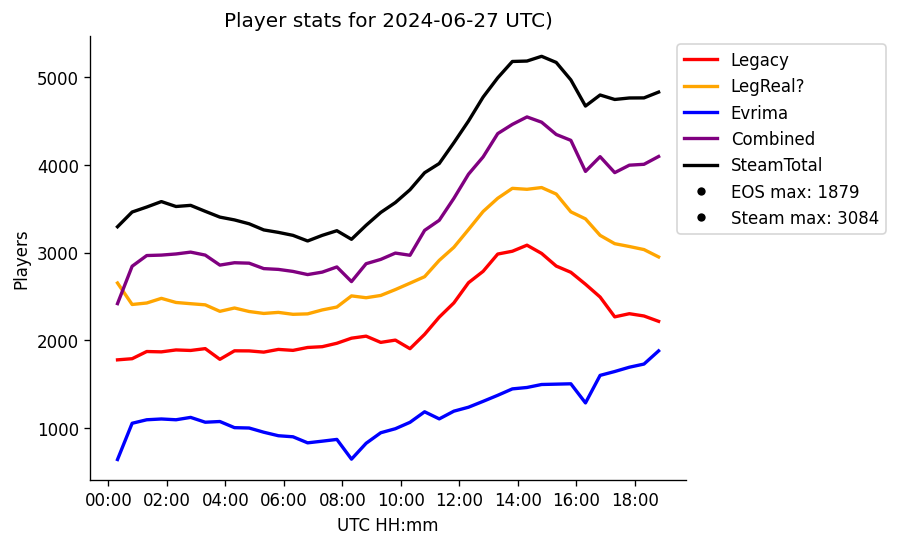 Player stats for 2024-06-27 UTC)
Legacy
LegReal?
Evrima
Combined
SteamTotal
EOS max: 1879
Steam max: 3084
Players
5000
4000
3000
2000
1000
00:00 02:00 04:00 06:00 08:00 10:00 12:00 14:00 16:00 18:00
UTC HH:mm